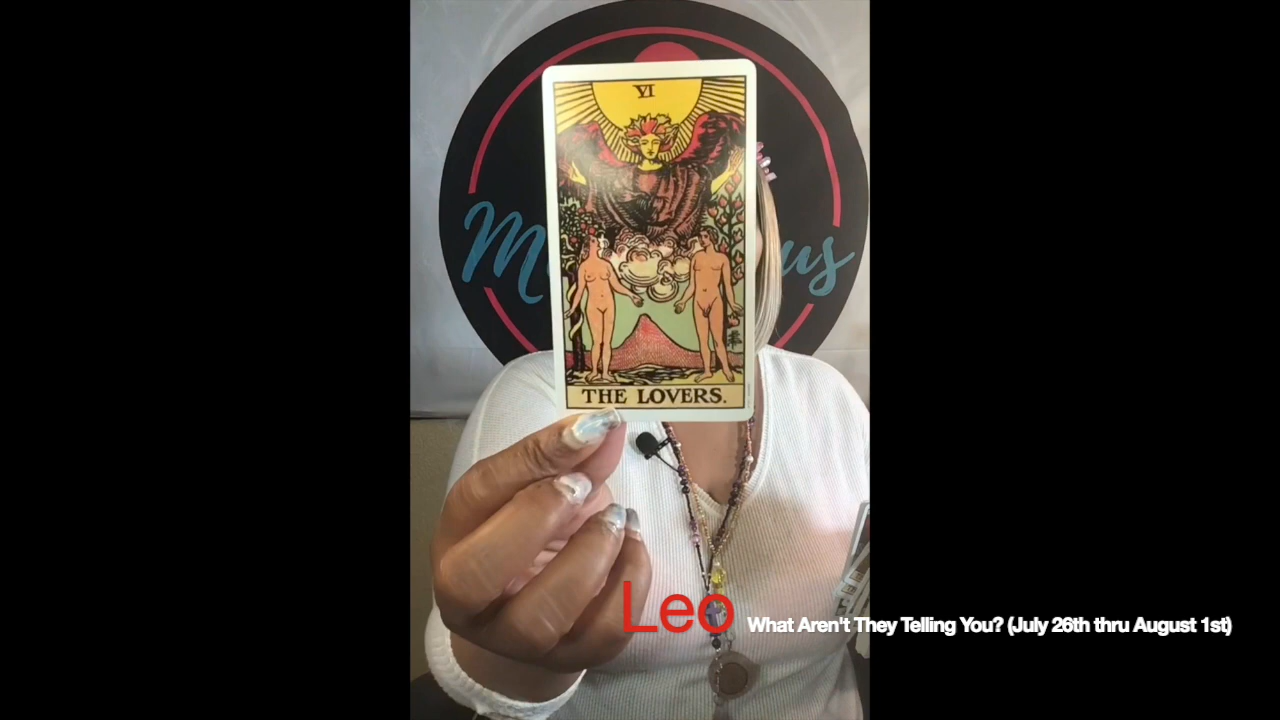 VI
THE LOVERS.
Leo
What Aren't They Telling You? (July 26th thru August 1st)